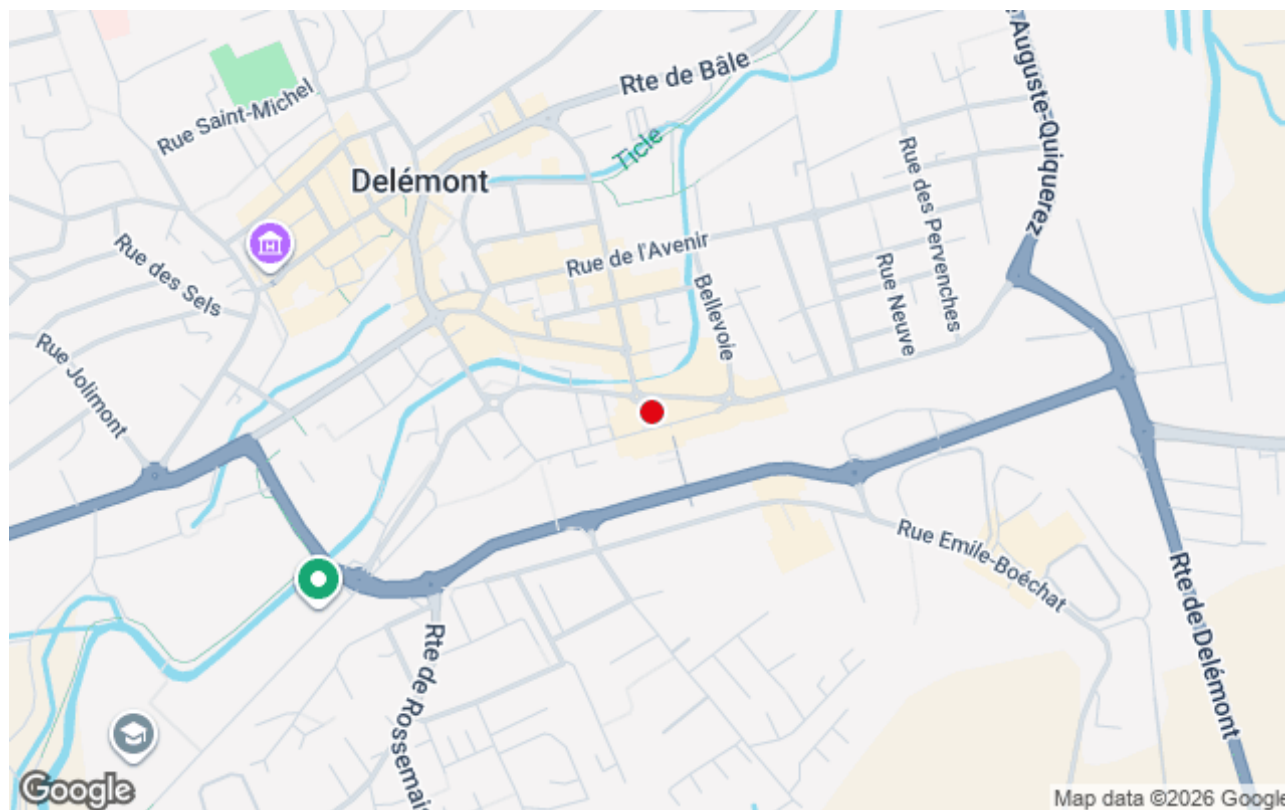 Rte de Bâle
Auguste-Quiquerez
Rue Saint-Michel
Ticle
Delémont
Rue des Pervenches
Rue de l'Avenir
Rue des Sels
Bellevoie
Rue Neuve
Rue Jolimont
Rue Emile-Boéchat
Rte de Delémont
Rte de Rossemais
Google
Map data ©2026 Google